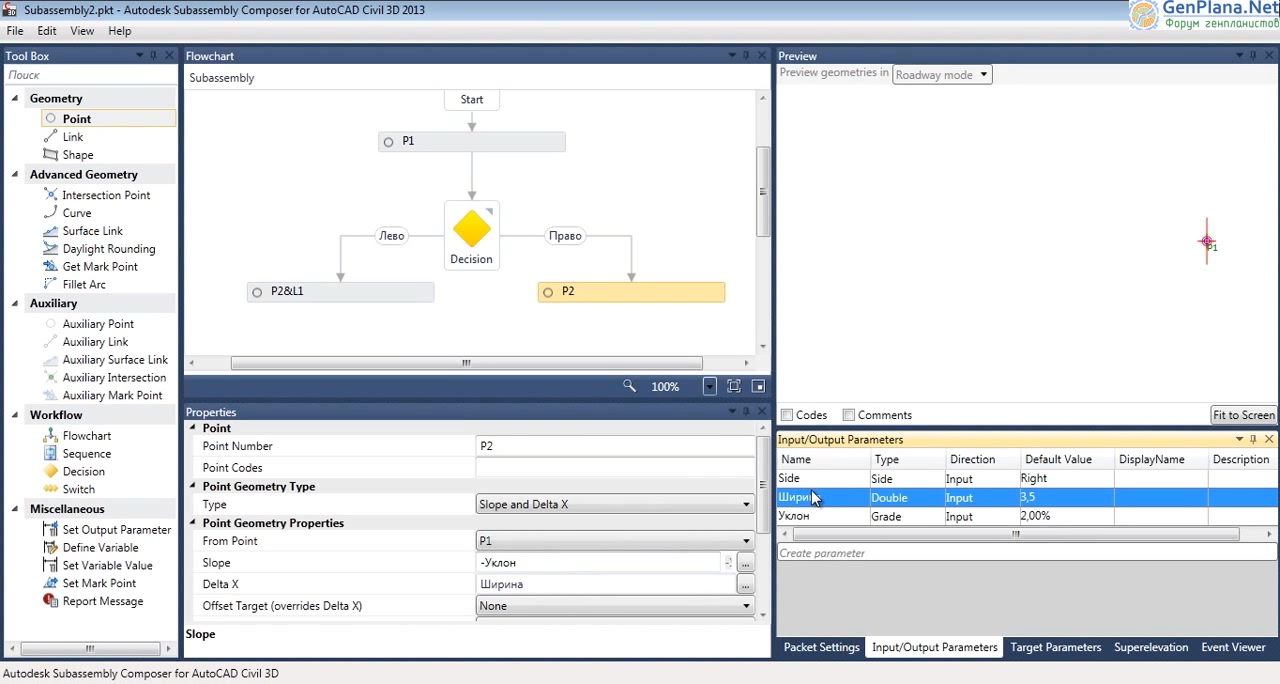 Subassembly2.pkt - Autodesk Subassembly Composer for AutoCAD Civil 3D 2013
GenPlana.Net
Форум генпланистов
File Edit View Help
Tool Box
Поиск
Geometry
Point
Link
Shape
Advanced Geometry
Intersection Point
Curve
Surface Link
Daylight Rounding
Get Mark Point
Fillet Arc
Auxiliary
Auxiliary Point
Auxiliary Link
Auxiliary Surface Link
Auxiliary Intersection
Auxiliary Mark Point
Workflow
Flowchart
Sequence
Decision
Switch
Miscellaneous
Set Output Parameter
Define Variable
Set Variable Value
Set Mark Point
Report Message
Flowchart
Subassembly
Start
P1
Лево
Право
Decision
P2&L1
P2
100%
Properties
Point
Point Number P2
Point Codes
Point Geometry Type
Type Slope and Delta X
Point Geometry Properties
From Point P1
Slope -Уклон ...
Delta X Ширина ...
Offset Target (overrides Delta X) None
Slope
Preview
Preview geometries in Roadway mode
P1
Codes Comments Fit to Screen
Input/Output Parameters
Name Type Direction Default Value DisplayName Description
Side Side Input Right
Double Input 3,5
Уклон Grade Input 2,00%
Create parameter
Packet Settings Input/Output Parameters Target Parameters Superelevation Event Viewer
Autodesk Subassembly Composer for AutoCAD Civil 3D